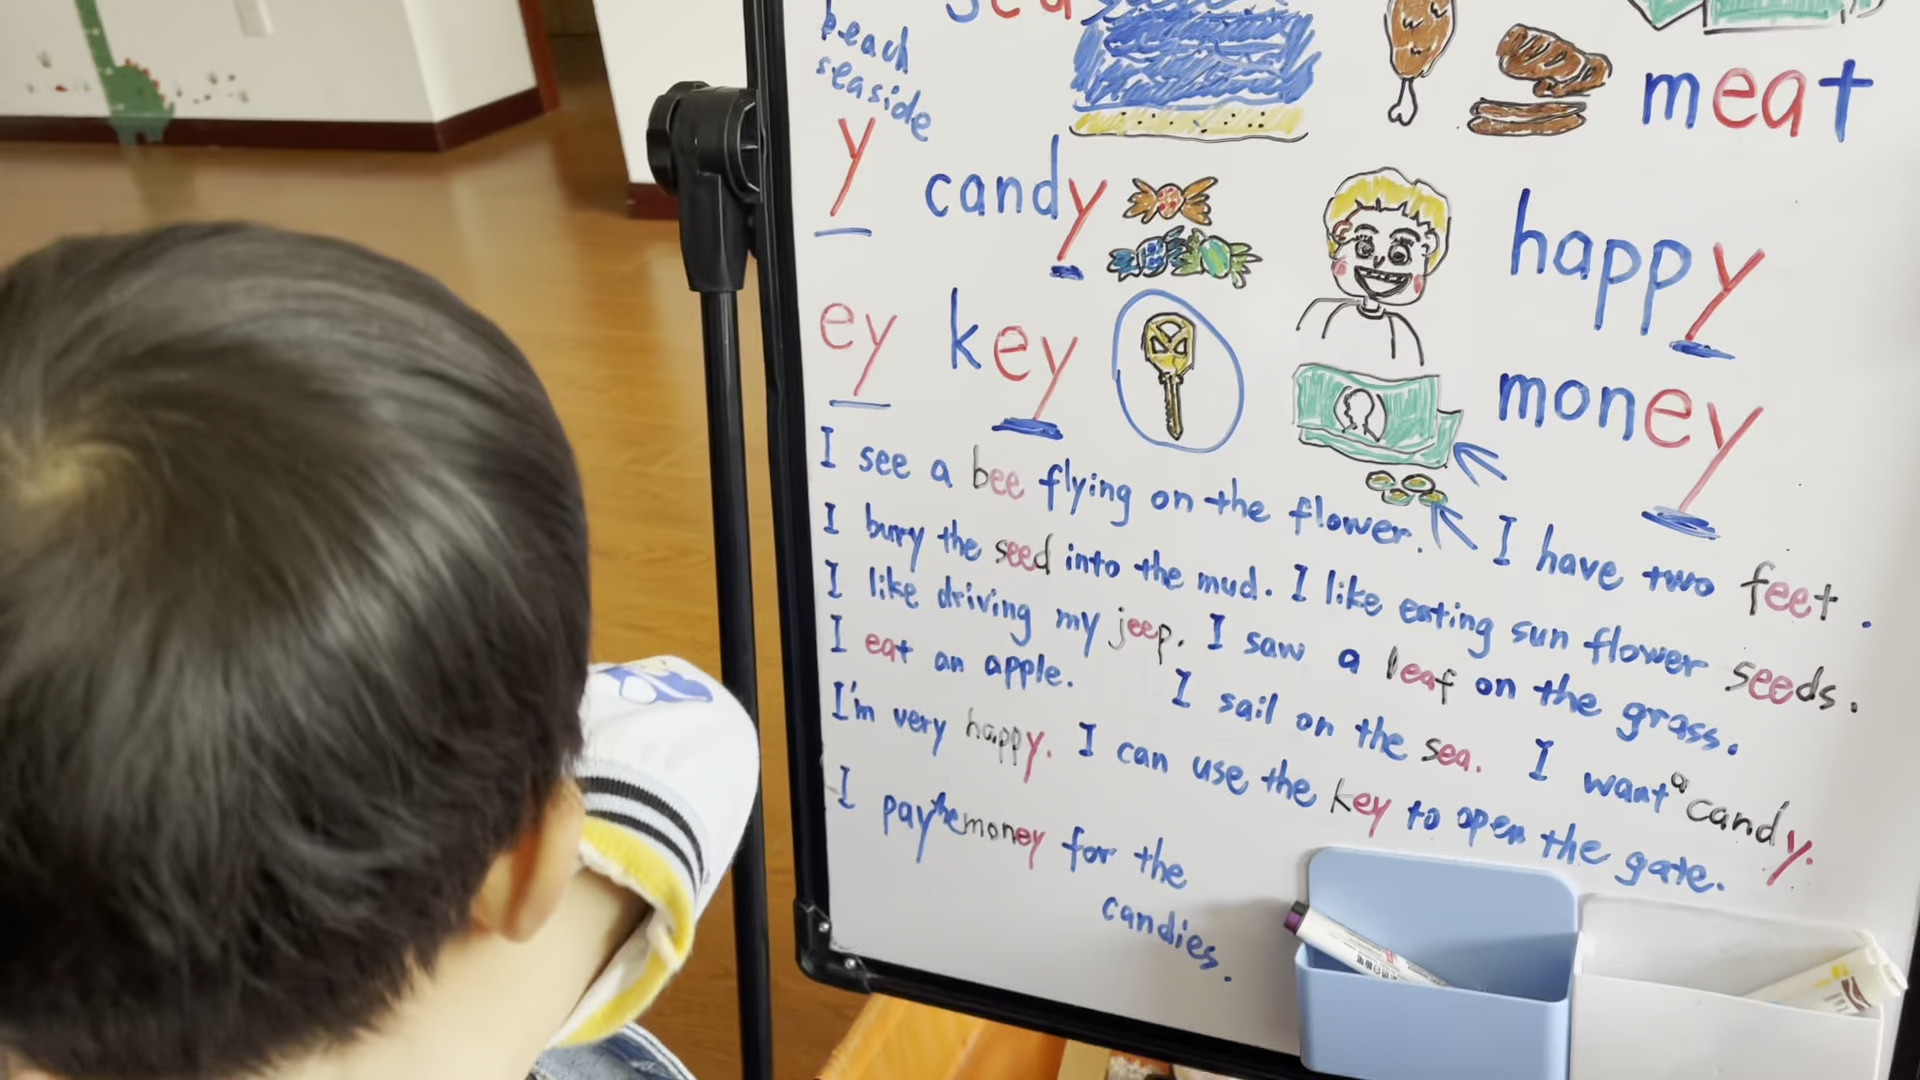 sea
beach
seaside
meat
y candy happy
ey key money
I see a bee flying on the flower. I have two feet.
I bury the seed into the mud. I like eating sun flower seeds.
I like driving my jeep. I saw a leaf on the grass.
I eat an apple. I sail on the sea. I want a candy.
I'm very happy. I can use the key to open the gate.
I pay the money for the
candies.